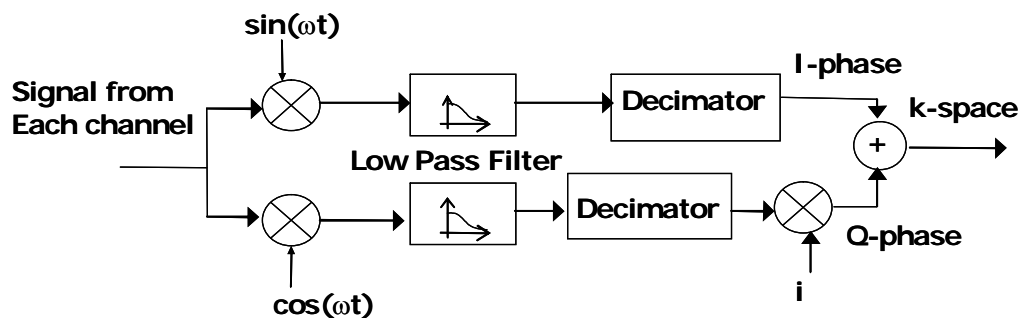 sin(ωt)
Signal from
Each channel
Decimator
I-phase
k-space
+
Low Pass Filter
Decimator
Q-phase
i
cos(ωt)